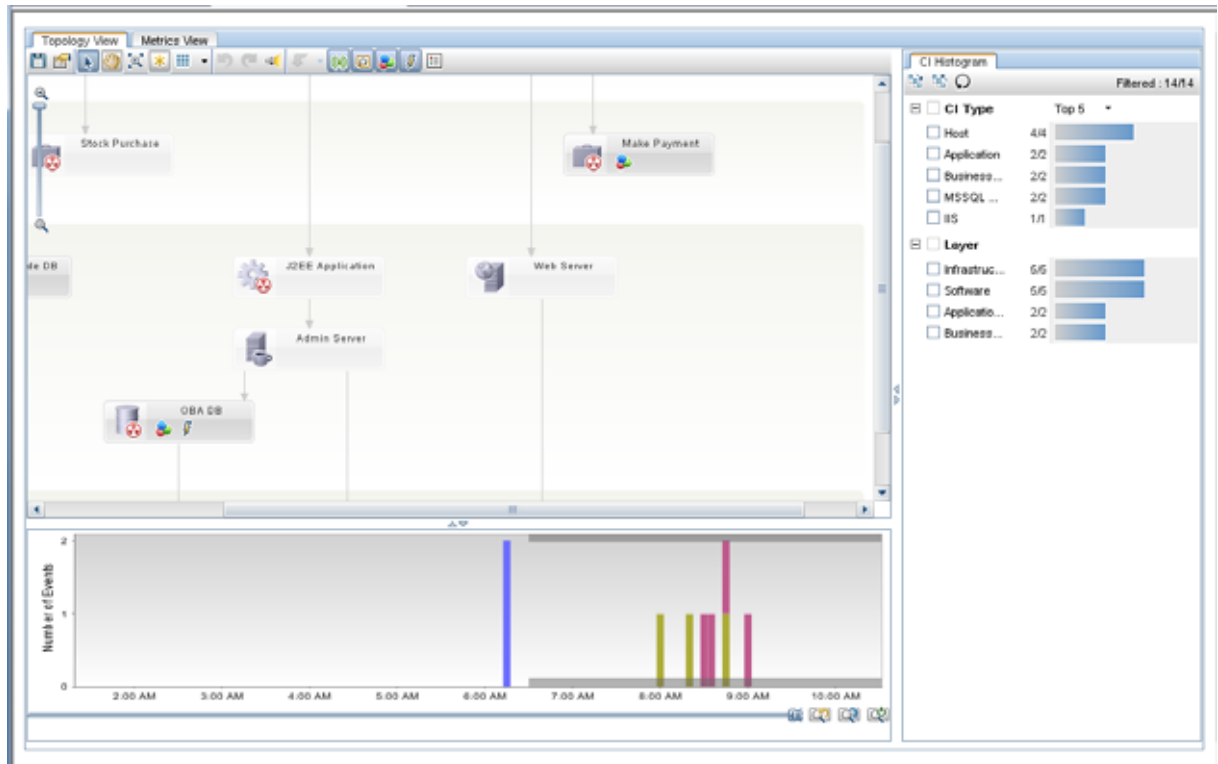 Topology View Metrics View
CI Histogram
Filtered : 14/14
CI Type Top 5
Host 4/4
Application 2/2
Business... 2/2
MSSQL ... 2/2
IIS 1/1
Layer
Infrastruc... 5/5
Software 5/5
Applicatio... 2/2
Business... 2/2
Stock Purchase
Make Payment
de DB
J2EE Application
Web Server
Admin Server
OBA DB
Number of Events
2
1
0
2:00 AM 3:00 AM 4:00 AM 5:00 AM 6:00 AM 7:00 AM 8:00 AM 9:00 AM 10:00 AM